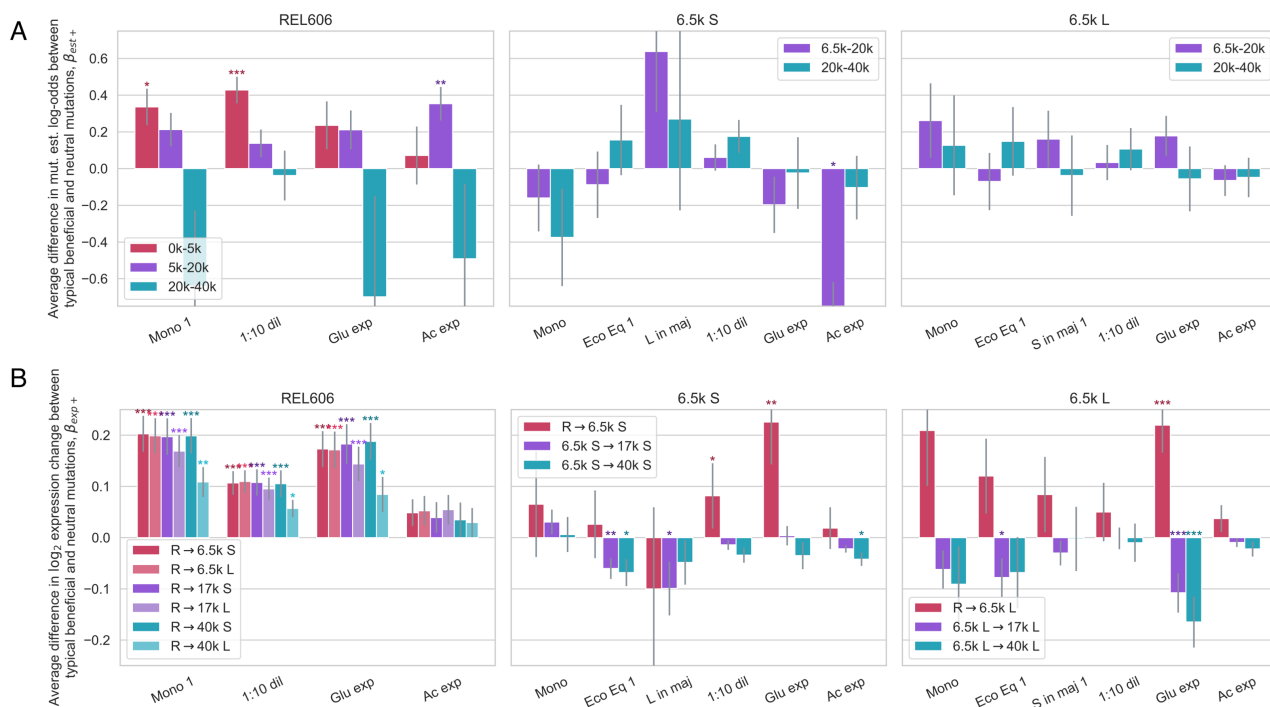 A
Average difference in mut. est. log-odds between
typical beneficial and neutral mutations, βest+
REL606
0.6
0.4
0.2
0.0
−0.2
−0.4
−0.6
*
***
**
0k-5k
5k-20k
20k-40k
Mono 1
1:10 dil
Glu exp
Ac exp
6.5k S
6.5k-20k
20k-40k
*
Mono
Eco Eq 1
L in maj
1:10 dil
Glu exp
Ac exp
6.5k L
6.5k-20k
20k-40k
Mono
Eco Eq 1
S in maj 1
1:10 dil
Glu exp
Ac exp
B
Average difference in log₂ expression change between
typical beneficial and neutral mutations, βexp+
REL606
0.2
0.1
0.0
−0.1
−0.2
*** *** *** *** *** **
*** *** *** *** *** *
*** *** *** *** *** *
R→6.5k S
R→6.5k L
R→17k S
R→17k L
R→40k S
R→40k L
Mono 1
1:10 dil
Glu exp
Ac exp
6.5k S
R→6.5k S
6.5k S→17k S
6.5k S→40k S
** * * * ** *
Mono
Eco Eq 1
L in maj
1:10 dil
Glu exp
Ac exp
6.5k L
* *** *** ***
R→6.5k L
6.5k L→17k L
6.5k L→40k L
Mono
Eco Eq 1
S in maj 1
1:10 dil
Glu exp
Ac exp